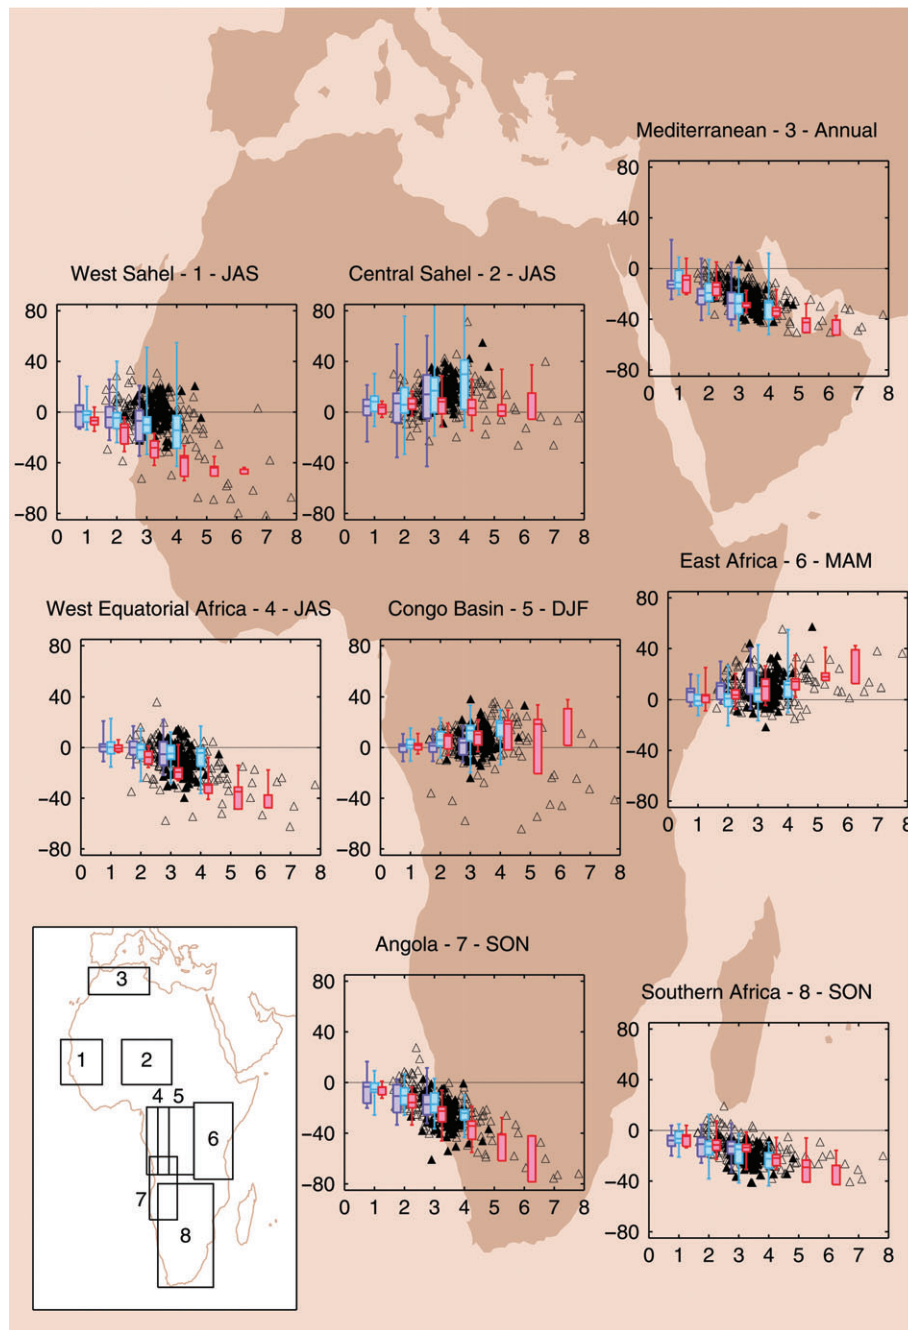 Mediterranean - 3 - Annual
80
40
0
−40
−80
0 1 2 3 4 5 6 7 8
West Sahel - 1 - JAS
80
40
0
−40
−80
0 1 2 3 4 5 6 7 8
Central Sahel - 2 - JAS
80
40
0
−40
−80
0 1 2 3 4 5 6 7 8
East Africa - 6 - MAM
80
40
0
−40
−80
0 1 2 3 4 5 6 7 8
West Equatorial Africa - 4 - JAS
80
40
0
−40
−80
0 1 2 3 4 5 6 7 8
Congo Basin - 5 - DJF
80
40
0
−40
−80
0 1 2 3 4 5 6 7 8
Angola - 7 - SON
80
40
0
−40
−80
0 1 2 3 4 5 6 7 8
Southern Africa - 8 - SON
80
40
0
−40
−80
0 1 2 3 4 5 6 7 8
3
1 2
4 5
6
7
8